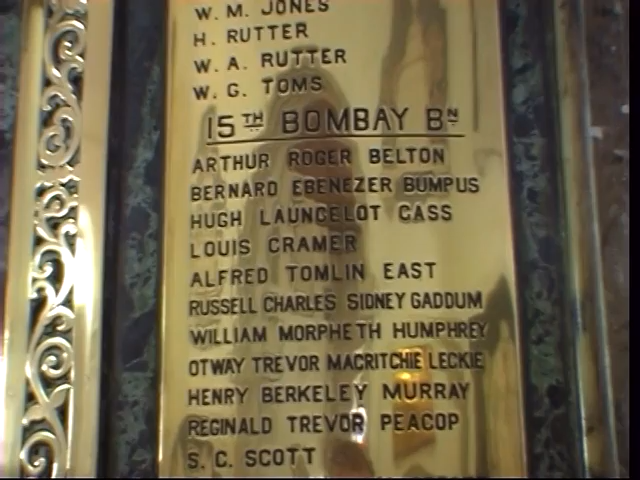 W. M. JONES
H. RUTTER
W. A. RUTTER
W. G. TOMS
15TH BOMBAY BN
ARTHUR ROGER BELTON
BERNARD EBENEZER BUMPUS
HUGH LAUNCELOT CASS
LOUIS CRAMER
ALFRED TOMLIN EAST
RUSSELL CHARLES SIDNEY GADDUM
WILLIAM MORPHETH HUMPHREY
OTWAY TREVOR MACRITCHIE LECKIE
HENRY BERKELEY MURRAY
REGINALD TREVOR PEACOP
S. C. SCOTT